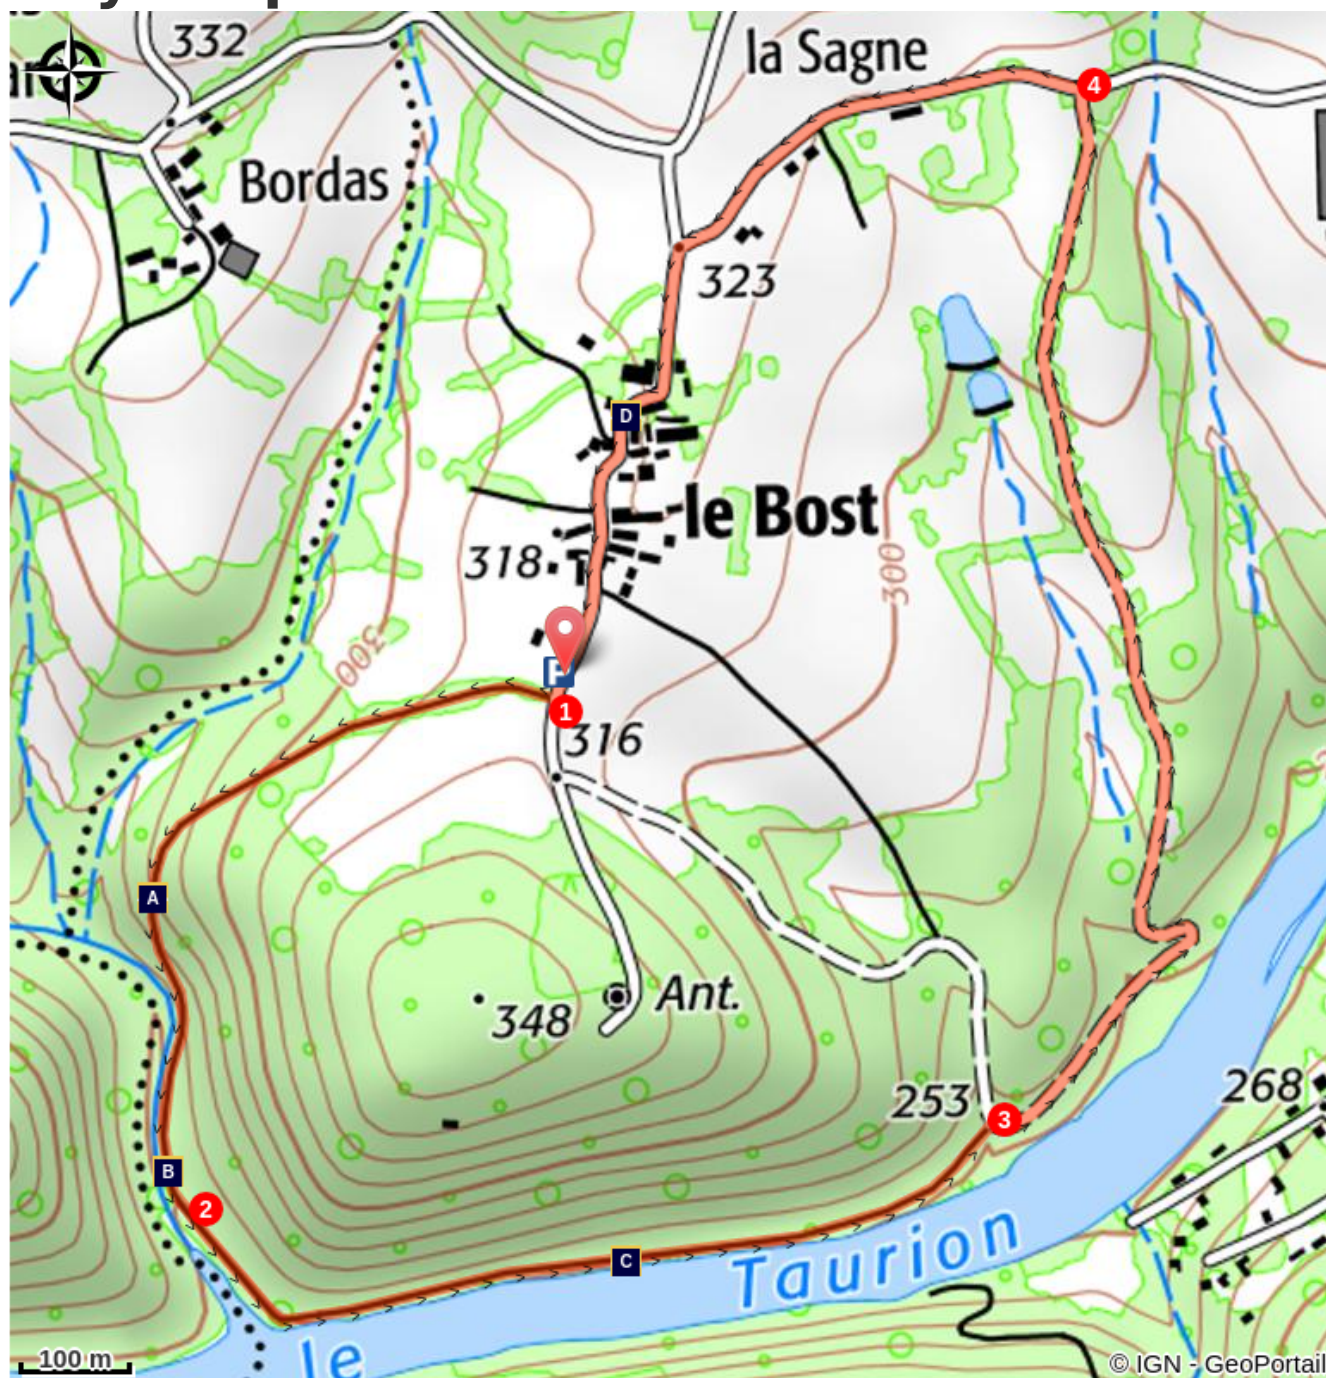 332
la Sagne
4
Bordas
323
D
le Bost
318
300
300
P
1
316
A
348
Ant.
253
3
268
B
2
C
le Taurion
100 m
© IGN - GeoPortail